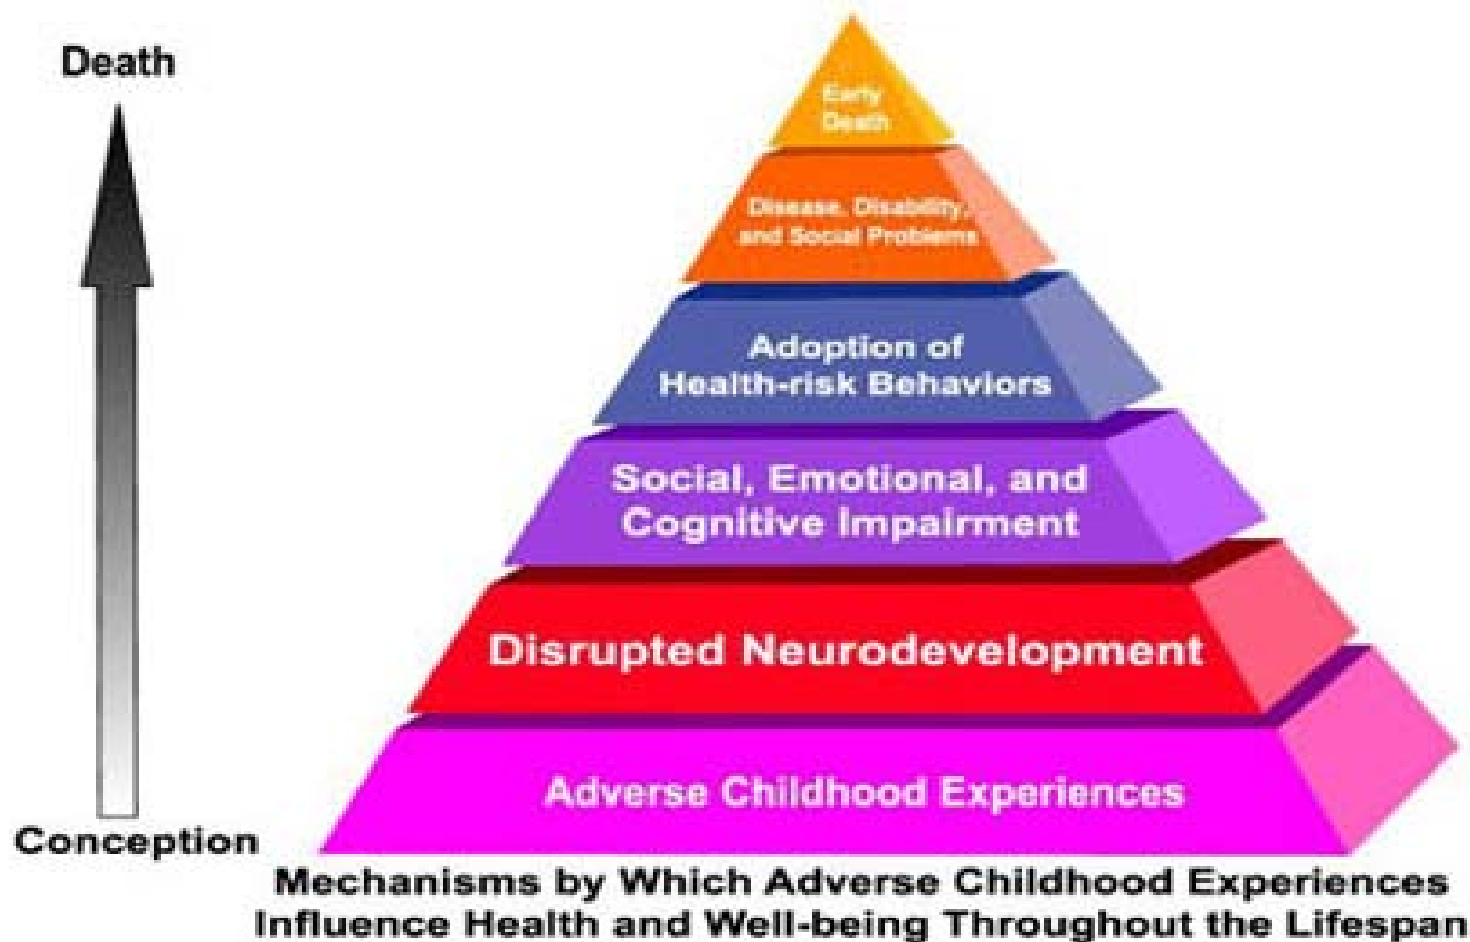 Death
Early
Death
Disease, Disability,
and Social Problems
Adoption of
Health-risk Behaviors
Social, Emotional, and
Cognitive Impairment
Disrupted Neurodevelopment
Adverse Childhood Experiences
Conception
Mechanisms by Which Adverse Childhood Experiences
Influence Health and Well-being Throughout the Lifespan